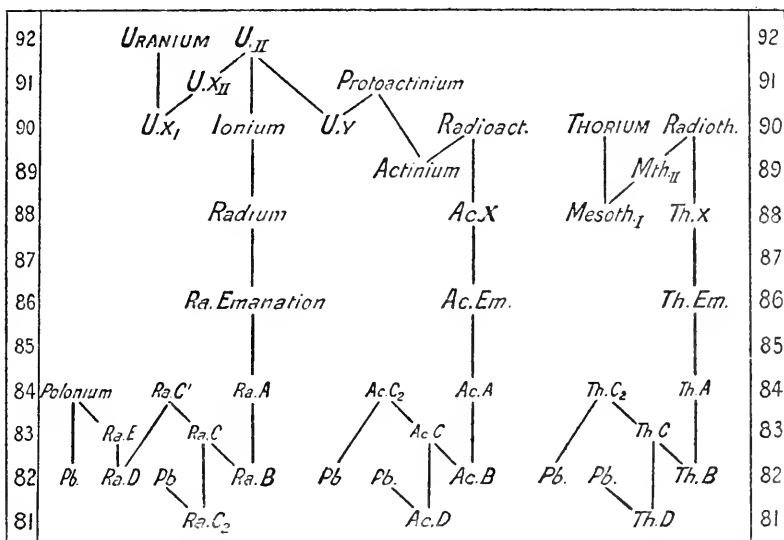 92 URANIUM U.II 92
91 U.XII Protoactinium 91
90 U.XI Ionium U.Y Radioact. THORIUM Radioth. 90
89 Actinium Mth.II 89
88 Radium Ac.X Mesoth.I Th.X 88
87 87
86 Ra.Emanation Ac.Em. Th.Em. 86
84 Polonium Ra.C' Ra.A Ac.C2 Ac.A Th.C2 Th.A 84
83 Ra.E Ra.C Ac.C Th.C 83
82 Pb. Ra.D Pb Ra.B Pb Pb. Ac.B Pb. Pb. Th.B 82
81 Ra.C2 Ac.D Th.D 81